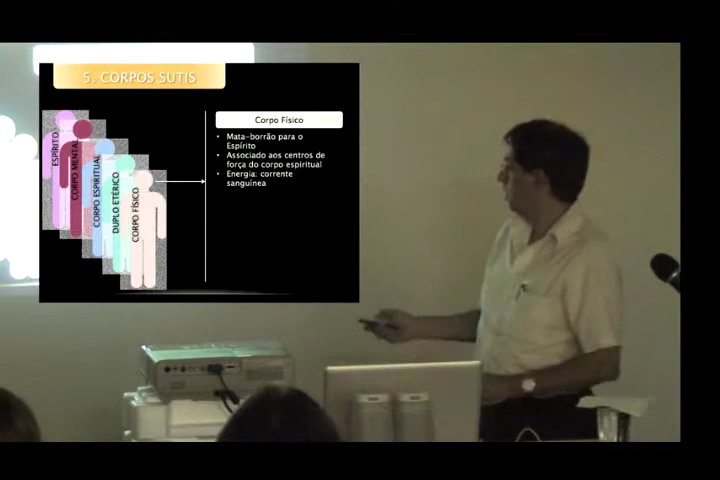 5. CORPOS SUTIS
ESPÍRITO
CORPO MENTAL
CORPO ESPIRITUAL
DUPLO ETÉRICO
CORPO FÍSICO
Corpo Físico
• Mata-borrão para o
Espírito
• Associado aos centros de
força do corpo espiritual
• Energia: corrente
sanguínea